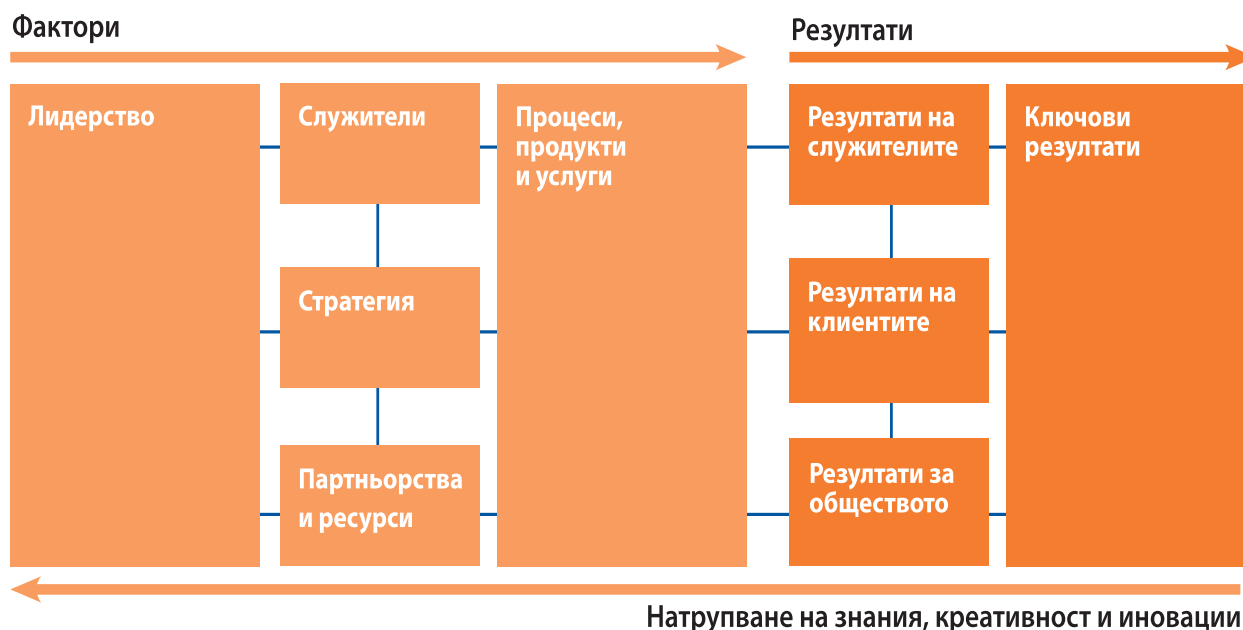 Фактори
Резултати
Лидерство
Служители
Процеси,
продукти
и услуги
Резултати на
служителите
Ключови
резултати
Стратегия
Резултати на
клиентите
Партньорства
и ресурси
Резултати за
обществото
Натрупване на знания, креативност и иновации